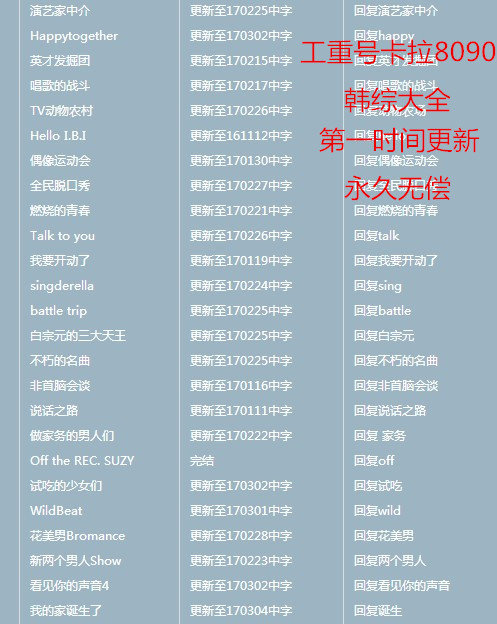 演艺家中介 更新至170225中字 回复演艺家中介
Happytogether 更新至170302中字 回复happy
工重号卡拉8090
英才发掘团 更新至170215中字 回复英才发掘团
唱歌的战斗 更新至170217中字 回复唱歌的战斗
韩综大全
TV动物农村 更新至170226中字 回复动物农场
Hello I.B.I 更新至161112中字
第一时间更新
偶像运动会 更新至170130中字 回复偶像运动会
全民脱口秀 更新至170227中字 回复全民脱口秀
永久无偿
燃烧的青春 更新至170221中字 回复燃烧的青春
Talk to you 更新至170226中字 回复talk
我要开动了 更新至170119中字 回复我要开动了
singderella 更新至170224中字 回复sing
battle trip 更新至170225中字 回复battle
白宗元的三大天王 更新至170225中字 回复白宗元
不朽的名曲 更新至170225中字 回复不朽的名曲
非首脑会谈 更新至170116中字 回复非首脑会谈
说话之路 更新至170111中字 回复说话之路
做家务的男人们 更新至170222中字 回复 家务
Off the REC. SUZY 完结 回复off
试吃的少女们 更新至170302中字 回复试吃
WildBeat 更新至170301中字 回复wild
花美男Bromance 更新至170228中字 回复花美男
新两个男人Show 更新至170223中字 回复两个男人
看见你的声音4 更新至170302中字 回复看见你的声音
我的家诞生了 更新至170304中字 回复诞生